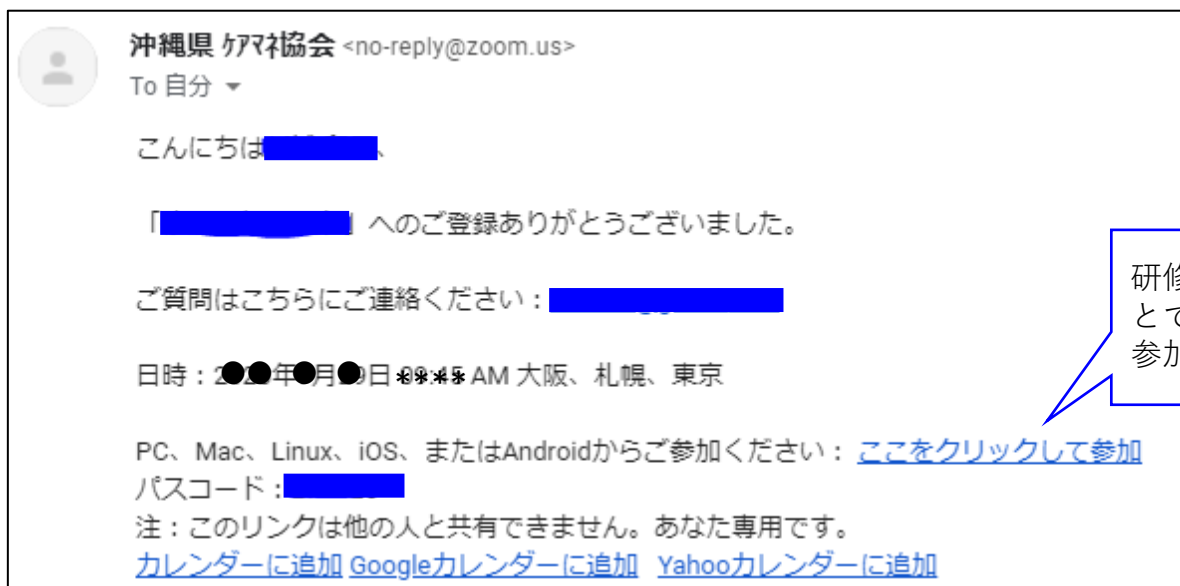 沖縄県 ｹｱﾏﾈ協会 <no-reply@zoom.us>
To 自分
こんにちは 、
「 」へのご登録ありがとうございました。
ご質問はこちらにご連絡ください：
日時： 年 月 日 AM 大阪、札幌、東京
研修
とて
参加
PC、Mac、Linux、iOS、またはAndroidからご参加ください： ここをクリックして参加
パスコード：
注：このリンクは他の人と共有できません。あなた専用です。
カレンダーに追加 Googleカレンダーに追加 Yahooカレンダーに追加